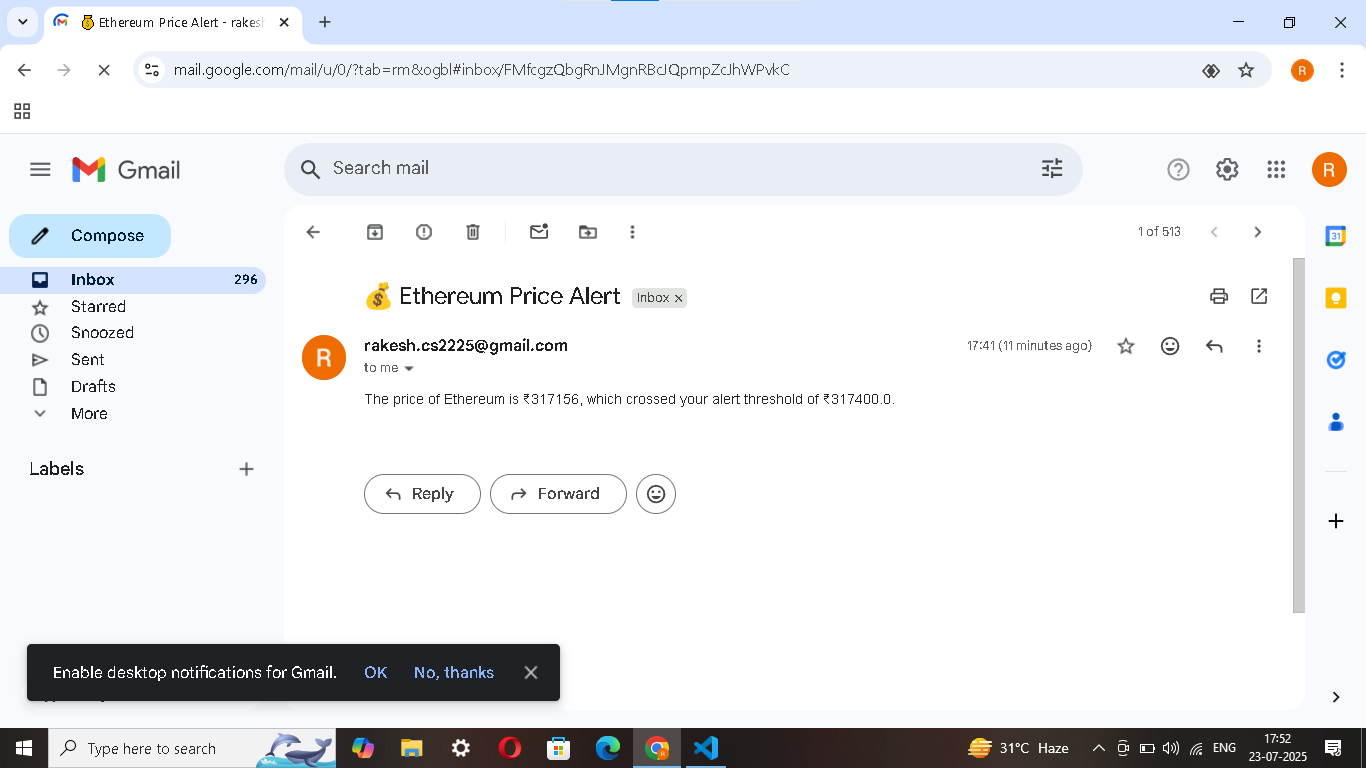 💰 Ethereum Price Alert - rakesh
mail.google.com/mail/u/0/?tab=rm&ogbl#inbox/FMfcgzQbgRnJMgnRBcJQpmpZcJhWPvkC
R
Gmail
Search mail
R
Compose
1 of 513
31
Inbox 296
Starred
Snoozed
Sent
Drafts
More
Labels
💰 Ethereum Price Alert Inbox x
R
rakesh.cs2225@gmail.com 17:41 (11 minutes ago)
to me
The price of Ethereum is ₹317156, which crossed your alert threshold of ₹317400.0.
Reply
Forward
Enable desktop notifications for Gmail. OK No, thanks
Type here to search
31°C Haze
ENG
17:52
23-07-2025